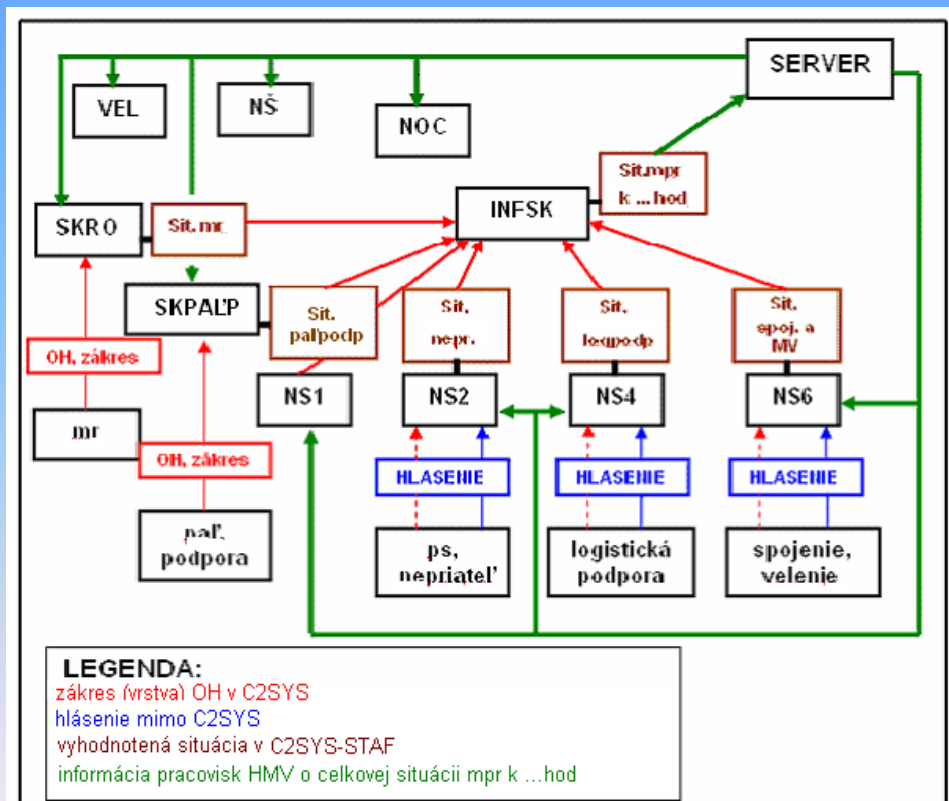 SERVER
VEL
NŠ
NOC
Sit.mpr
k ...hod
INFSK
SKRO
Sit. mr.
SKPAĽP
Sit.
paľpodp
Sit.
nepr.
Sit.
logpodp
Sit.
spoj. a
MV
OH, zákres
NS1
NS2
NS4
NS6
mr
OH, zákres
HLASENIE
HLASENIE
HLASENIE
paľ.
podpora
ps,
nepriateľ
logistická
podpora
spojenie,
velenie
LEGENDA:
zákres (vrstva) OH v C2SYS
hlásenie mimo C2SYS
vyhodnotená situácia v C2SYS-STAF
informácia pracovisk HMV o celkovej situácii mpr k ...hod